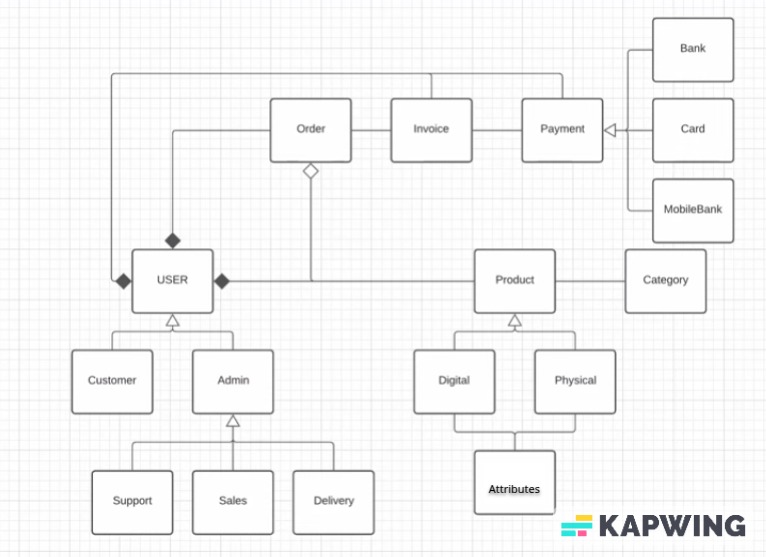 Bank
Order
Invoice
Payment
Card
MobileBank
USER
Product
Category
Customer
Admin
Digital
Physical
Support
Sales
Delivery
Attributes
KAPWING